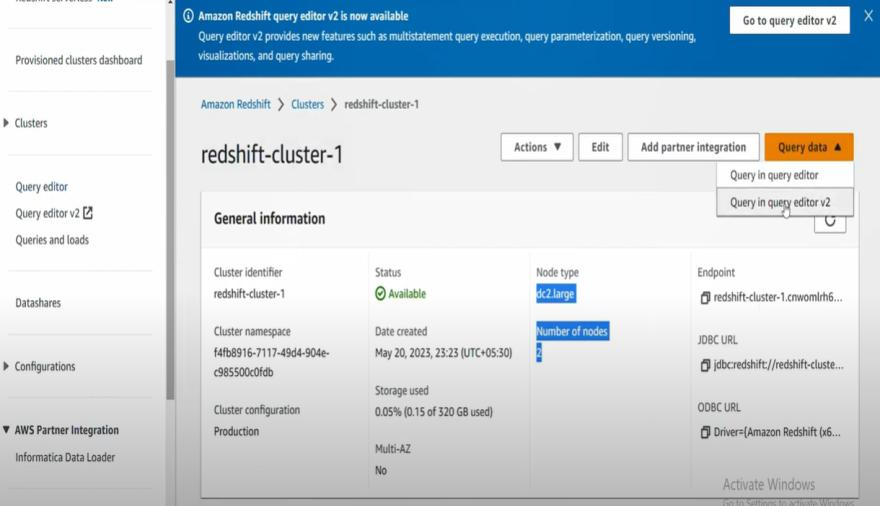 Amazon Redshift query editor v2 is now available
Query editor v2 provides new features such as multistatement query execution, query parameterization, query versioning,
visualizations, and query sharing.
Go to query editor v2
Provisioned clusters dashboard
Clusters
Query editor
Query editor v2
Queries and loads
Datashares
Configurations
AWS Partner Integration
Informatica Data Loader
Amazon Redshift > Clusters > redshift-cluster-1
redshift-cluster-1
Actions
Edit
Add partner integration
Query data
Query in query editor
Query in query editor v2
General information
Cluster identifier
redshift-cluster-1
Cluster namespace
f4fb8916-7117-49d4-904e-
c985500c0fdb
Cluster configuration
Production
Status
Available
Date created
May 20, 2023, 23:23 (UTC+05:30)
Storage used
0.05% (0.15 of 320 GB used)
Multi-AZ
No
Node type
dc2.large
Number of nodes
2
Endpoint
redshift-cluster-1.cnwomlrh6...
JDBC URL
jdbc:redshift://redshift-cluste...
ODBC URL
Driver={Amazon Redshift (x6...
Activate Windows
Go to Settings to activate Windows.